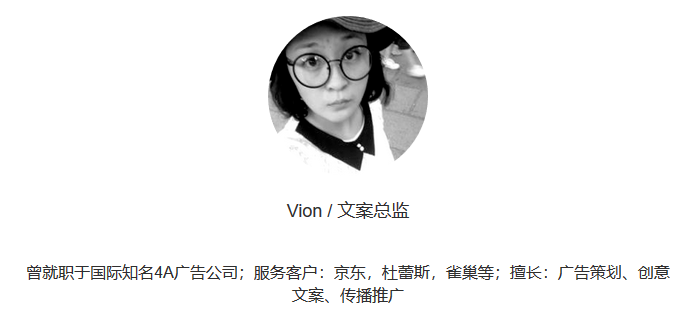 Vion / 文案总监
曾就职于国际知名4A广告公司；服务客户：京东，杜蕾斯，雀巢等；擅长：广告策划、创意
文案、传播推广